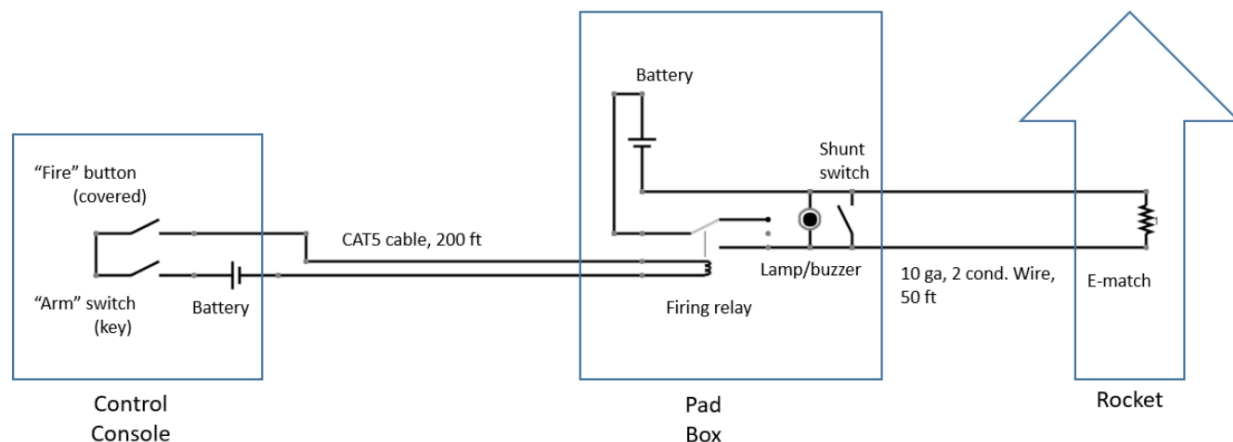 “Fire” button
(covered)
“Arm” switch
(key)
Battery
CAT5 cable, 200 ft
Battery
Shunt
switch
Lamp/buzzer
Firing relay
10 ga, 2 cond. Wire,
50 ft
E-match
Control
Console
Pad
Box
Rocket